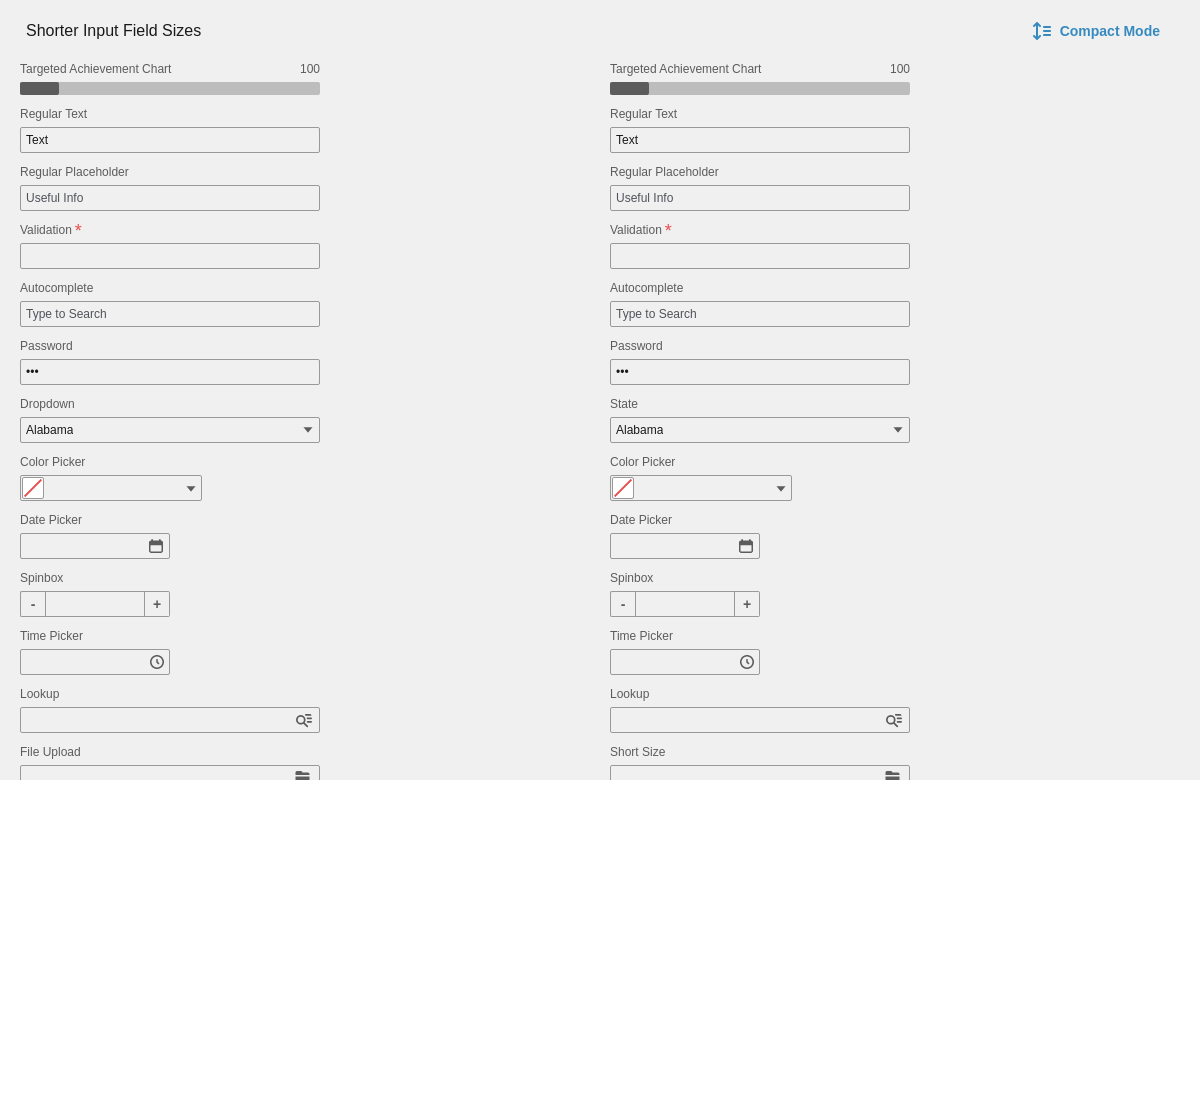 Shorter Input Field Sizes
Compact Mode
Targeted Achievement Chart 100
Regular Text
Text
Regular Placeholder
Useful Info
Validation *
Autocomplete
Type to Search
Password
•••
Dropdown
Alabama
Color Picker
Date Picker
Spinbox
- +
Time Picker
Lookup
File Upload
Targeted Achievement Chart 100
Regular Text
Text
Regular Placeholder
Useful Info
Validation *
Autocomplete
Type to Search
Password
•••
State
Alabama
Color Picker
Date Picker
Spinbox
- +
Time Picker
Lookup
Short Size